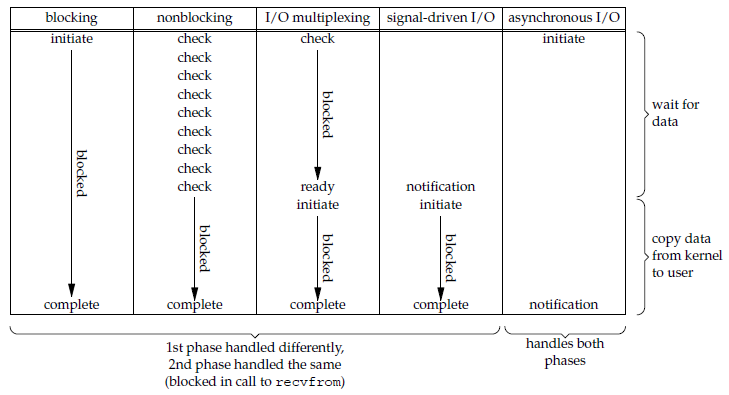 blocking nonblocking I/O multiplexing signal-driven I/O asynchronous I/O
initiate check check initiate
check
check
check
check
check
check
check
check ready notification
initiate initiate
blocked
blocked
blocked
blocked
blocked
complete complete complete complete notification
wait for
data
copy data
from kernel
to user
1st phase handled differently,
2nd phase handled the same
(blocked in call to recvfrom)
handles both
phases